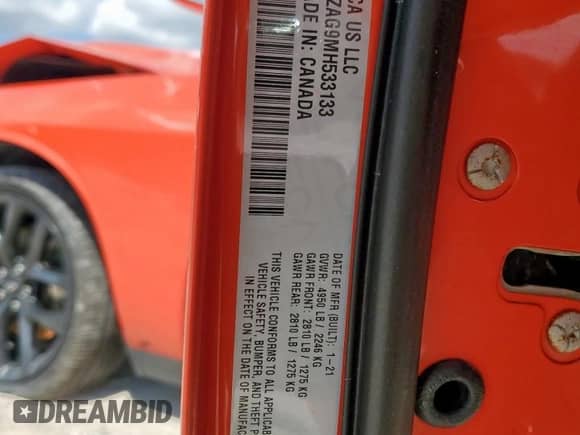 CA US LLC
ZAG9MH533133
ADE IN: CANADA
DATE OF MFR (BUILT): 1-21
GVWR: 4950 LB / 2246 KG
GAWR FRONT: 2810 LB / 1275 KG
GAWR REAR: 2810 LB / 1275 KG
THIS VEHICLE CONFORMS TO ALL APPLICABL
VEHICLE SAFETY, BUMPER, AND THEFT P
IN EFFECT ON THE DATE OF MANUFAC
DREAMBID